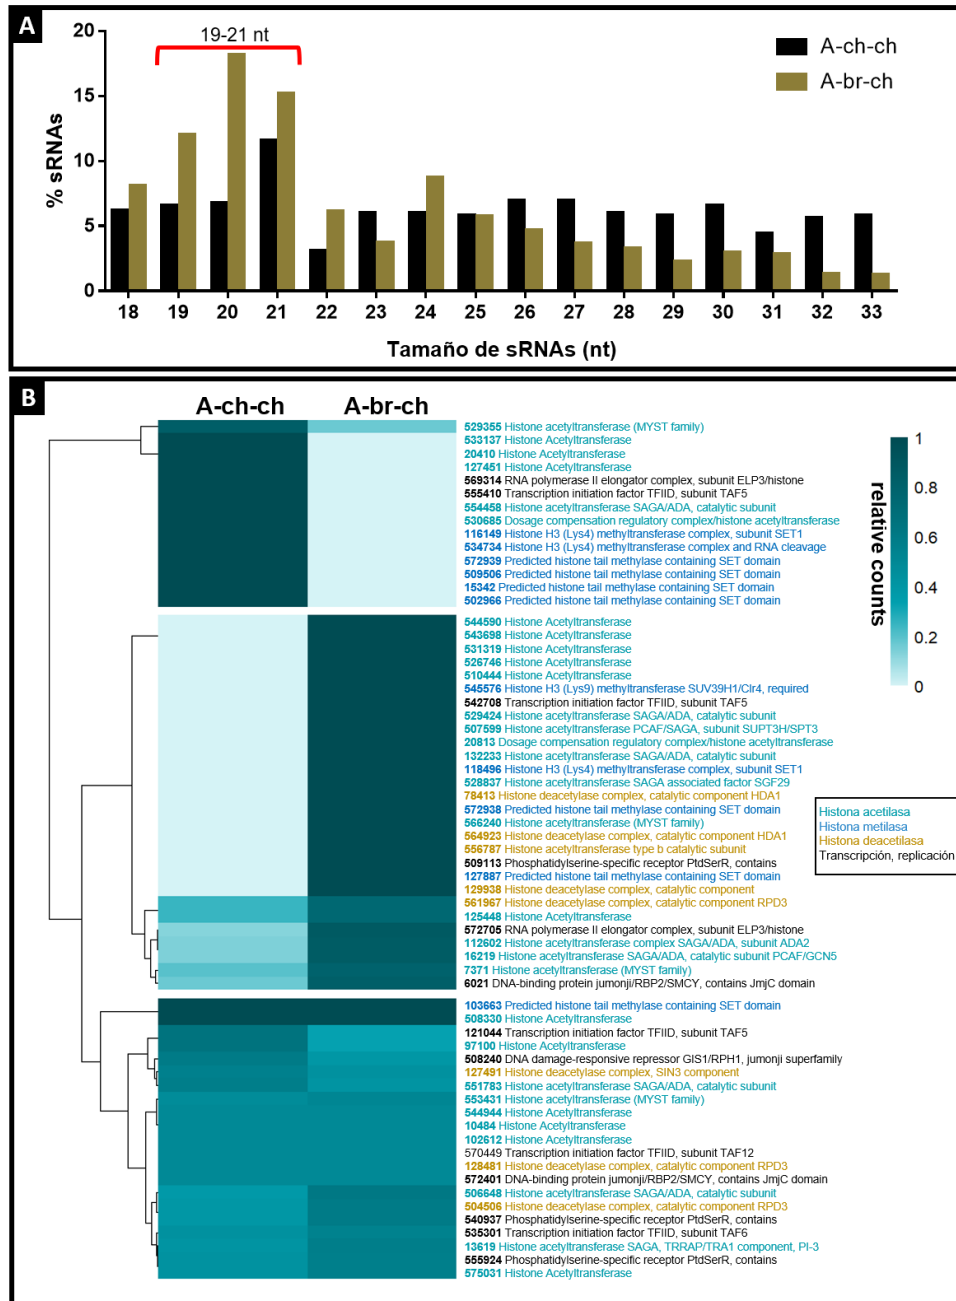 A
20
15
10
5
0
% sRNAs
19-21 nt
A-ch-ch
A-br-ch
18 19 20 21 22 23 24 25 26 27 28 29 30 31 32 33
Tamaño de sRNAs (nt)
B
A-ch-ch A-br-ch
529355 Histone acetyltransferase (MYST family)
533137 Histone Acetyltransferase
20410 Histone Acetyltransferase
127451 Histone Acetyltransferase
569314 RNA polymerase II elongator complex, subunit ELP3/histone
555410 Transcription initiation factor TFIID, subunit TAF5
554458 Histone acetyltransferase SAGA/ADA, catalytic subunit
530685 Dosage compensation regulatory complex/histone acetyltransferase
116149 Histone H3 (Lys4) methyltransferase complex, subunit SET1
534734 Histone H3 (Lys4) methyltransferase complex and RNA cleavage
572939 Predicted histone tail methylase containing SET domain
509506 Predicted histone tail methylase containing SET domain
15342 Predicted histone tail methylase containing SET domain
502966 Predicted histone tail methylase containing SET domain
544590 Histone Acetyltransferase
543698 Histone Acetyltransferase
531319 Histone Acetyltransferase
526746 Histone Acetyltransferase
510444 Histone Acetyltransferase
545576 Histone H3 (Lys9) methyltransferase SUV39H1/Clr4, required
542708 Transcription initiation factor TFIID, subunit TAF5
529424 Histone acetyltransferase SAGA/ADA, catalytic subunit
507599 Histone acetyltransferase PCAF/SAGA, subunit SUPT3H/SPT3
20813 Dosage compensation regulatory complex/histone acetyltransferase
132233 Histone acetyltransferase SAGA/ADA, catalytic subunit
118496 Histone H3 (Lys4) methyltransferase complex, subunit SET1
528837 Histone acetyltransferase SAGA associated factor SGF29
78413 Histone deacetylase complex, catalytic component HDA1
572938 Predicted histone tail methylase containing SET domain
566240 Histone acetyltransferase (MYST family)
564923 Histone deacetylase complex, catalytic component HDA1
556787 Histone acetyltransferase type b catalytic subunit
509113 Phosphatidylserine-specific receptor PtdSerR, contains
127887 Predicted histone tail methylase containing SET domain
129938 Histone deacetylase complex, catalytic component
561967 Histone deacetylase complex, catalytic component RPD3
125448 Histone Acetyltransferase
572705 RNA polymerase II elongator complex, subunit ELP3/histone
112602 Histone acetyltransferase complex SAGA/ADA, subunit ADA2
16219 Histone acetyltransferase SAGA/ADA, catalytic subunit PCAF/GCN5
7371 Histone acetyltransferase (MYST family)
6021 DNA-binding protein jumonji/RBP2/SMCY, contains JmjC domain
103663 Predicted histone tail methylase containing SET domain
508330 Histone Acetyltransferase
121044 Transcription initiation factor TFIID, subunit TAF5
97100 Histone Acetyltransferase
508240 DNA damage-responsive repressor GIS1/RPH1, jumonji superfamily
127491 Histone deacetylase complex, SIN3 component
551783 Histone acetyltransferase SAGA/ADA, catalytic subunit
553431 Histone acetyltransferase (MYST family)
544944 Histone Acetyltransferase
10484 Histone Acetyltransferase
102612 Histone Acetyltransferase
570449 Transcription initiation factor TFIID, subunit TAF12
128481 Histone deacetylase complex, catalytic component RPD3
572401 DNA-binding protein jumonji/RBP2/SMCY, contains JmjC domain
506648 Histone acetyltransferase SAGA/ADA, catalytic subunit
504506 Histone deacetylase complex, catalytic component RPD3
540937 Phosphatidylserine-specific receptor PtdSerR, contains
535301 Transcription initiation factor TFIID, subunit TAF6
13619 Histone acetyltransferase SAGA, TRRAP/TRA1 component, PI-3
555924 Phosphatidylserine-specific receptor PtdSerR, contains
575031 Histone Acetyltransferase
1
0.8
0.6
0.4
0.2
0
relative counts
Histona acetilasa
Histona metilasa
Histona deacetilasa
Transcripción, replicación